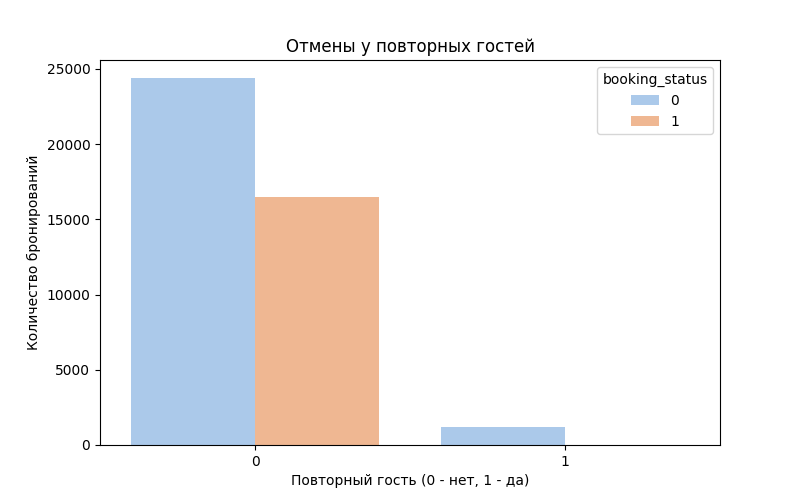 Отмены у повторных гостей
booking_status
0
1
Количество бронирований
25000
20000
15000
10000
5000
0
0 1
Повторный гость (0 - нет, 1 - да)